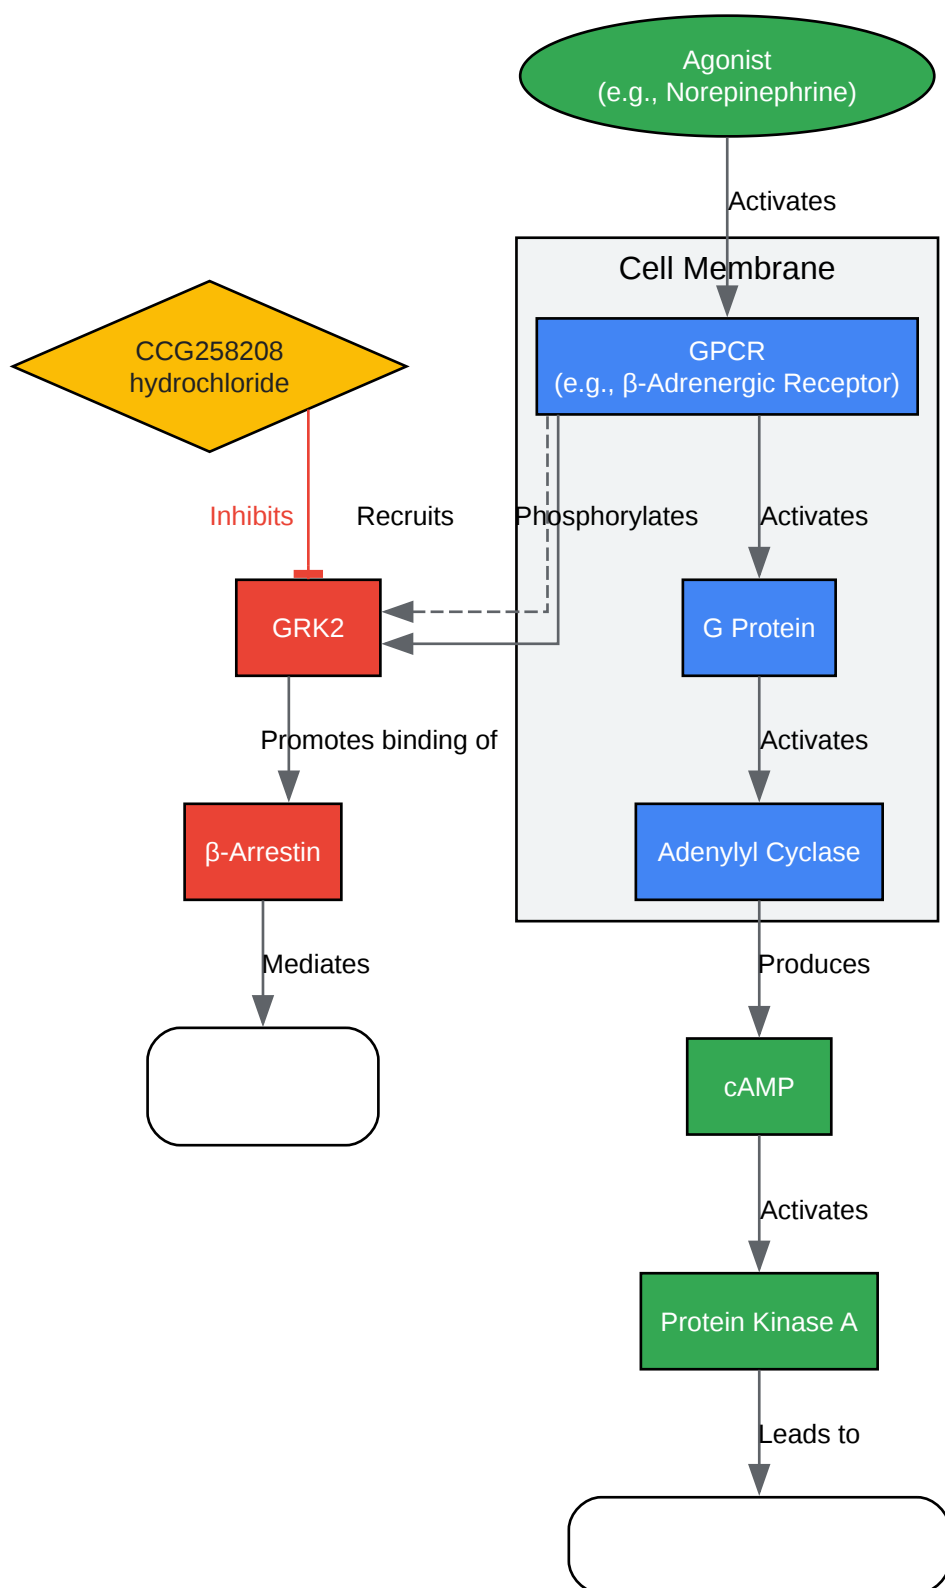 Agonist
(e.g., Norepinephrine)
Activates
Cell Membrane
CCG258208
hydrochloride
GPCR
(e.g., β-Adrenergic Receptor)
Inhibits
Recruits
Phosphorylates
Activates
GRK2
G Protein
Promotes binding of
Activates
β-Arrestin
Adenylyl Cyclase
Mediates
Produces
cAMP
Activates
Protein Kinase A
Leads to